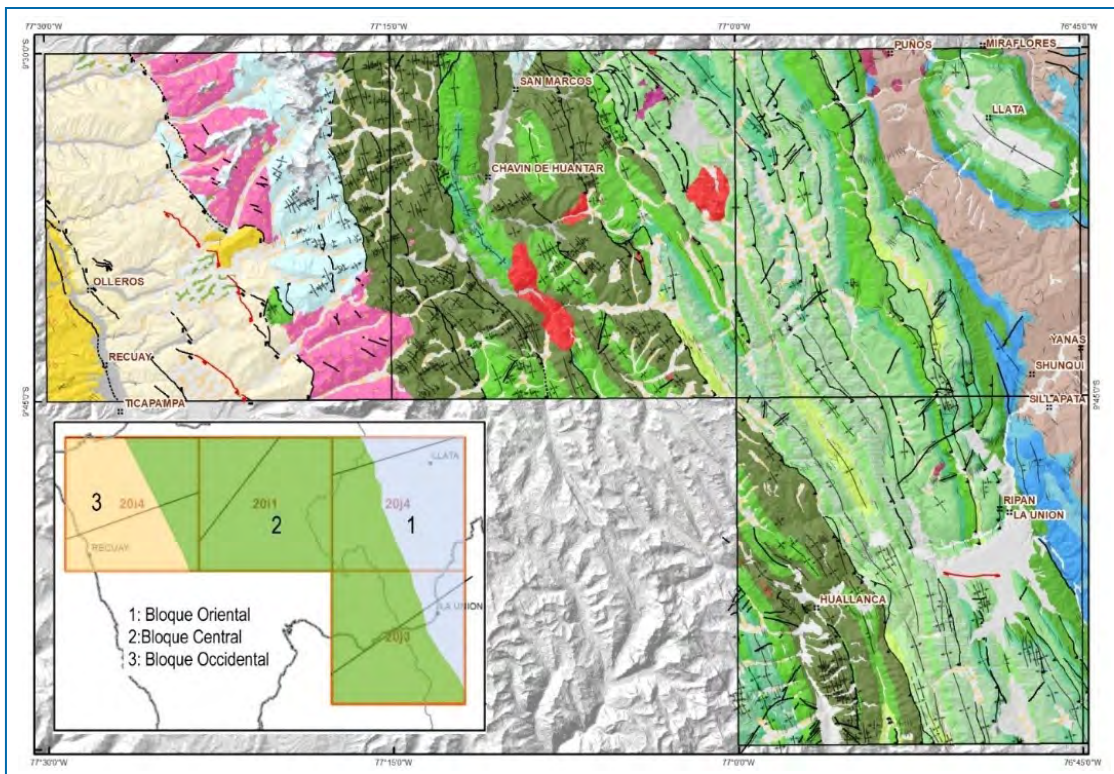 77°30'0"W 77°15'0"W 77°0'0"W 76°45'0"W
9°30'0"S
PUÑOS
MIRAFLORES
SAN MARCOS
LLATA
CHAVIN DE HUANTAR
OLLEROS
RECUAY
YANAS
SHUNQUI
SILLAPATA
TICAPAMPA
9°45'0"S 9°45'0"S
LLATA
3 20i4
20i1
2
20j4
1
RECUAY
LA UNION
20j3
1: Bloque Oriental
2:Bloque Central
3: Bloque Occidental
RIPAN
LA UNION
HUALLANCA
77°30'0"W 77°15'0"W 77°0'0"W 76°45'0"W